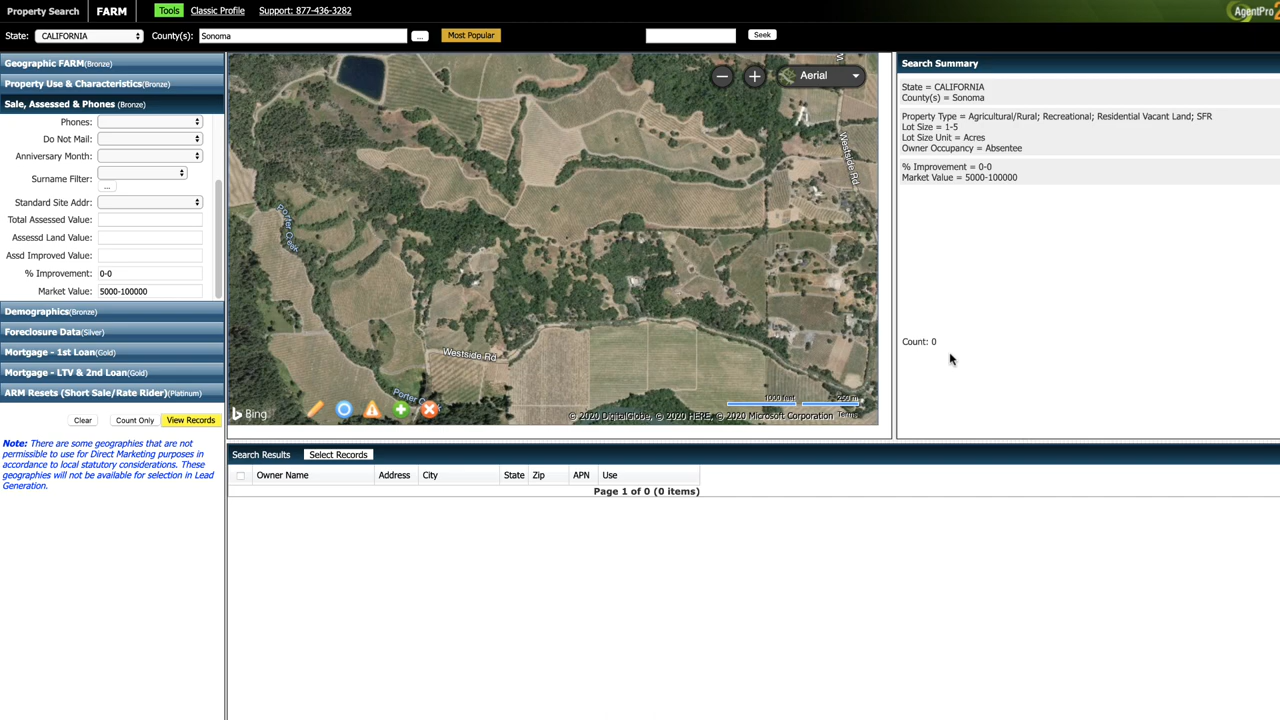 Property Search FARM Tools Classic Profile Support: 877-436-3282 AgentPro
State: CALIFORNIA County(s): Sonoma ... Most Popular Seek
Geographic FARM(Bronze)
Property Use & Characteristics(Bronze)
Sale, Assessed & Phones (Bronze)
Phones:
Do Not Mail:
Anniversary Month:
Surname Filter:
...
Standard Site Addr:
Total Assessed Value:
Assessd Land Value:
Assd Improved Value:
% Improvement: 0-0
Market Value: 5000-100000
Demographics(Bronze)
Foreclosure Data(Silver)
Mortgage - 1st Loan(Gold)
Mortgage - LTV & 2nd Loan(Gold)
ARM Resets (Short Sale/Rate Rider)(Platinum)
Clear Count Only View Records
Note: There are some geographies that are not
permissible to use for Direct Marketing purposes in
accordance to local statutory considerations. These
geographies will not be available for selection in Lead
Generation.
Aerial
Westside Rd
Porter Creek
Westside Rd
Porter Creek
1000 feet 250 m
Bing
© 2020 DigitalGlobe, © 2020 HERE, © 2020 Microsoft Corporation Terms
Search Summary
State = CALIFORNIA
County(s) = Sonoma
Property Type = Agricultural/Rural; Recreational; Residential Vacant Land; SFR
Lot Size = 1-5
Lot Size Unit = Acres
Owner Occupancy = Absentee
% Improvement = 0-0
Market Value = 5000-100000
Count: 0
Search Results Select Records
Owner Name Address City State Zip APN Use
Page 1 of 0 (0 items)